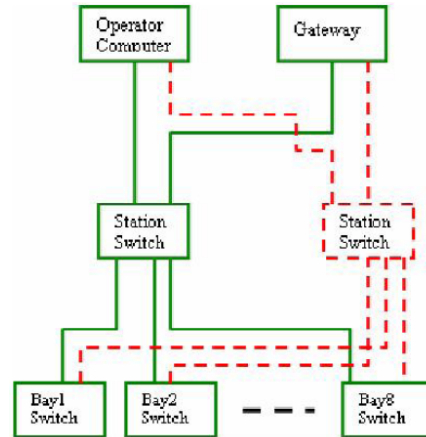 Operator
Computer
Gateway
Station
Switch
Station
Switch
Bay1
Switch
Bay2
Switch
Bay8
Switch